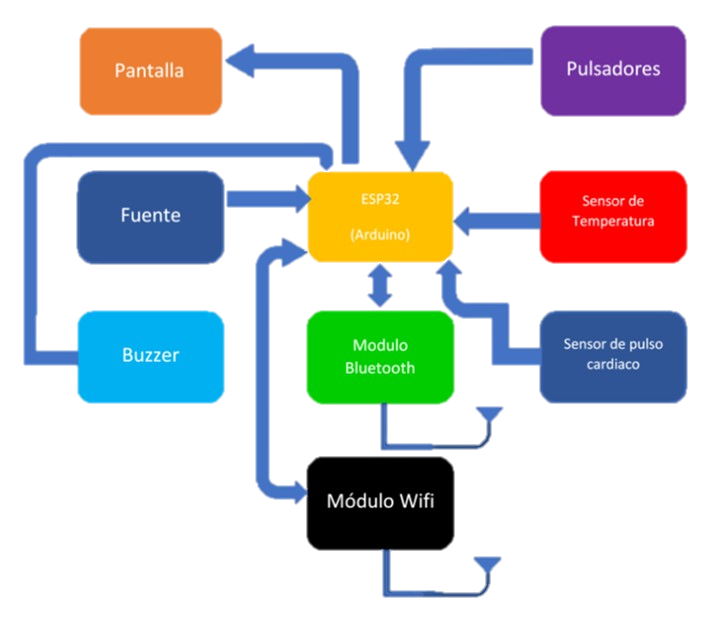 Pantalla
Pulsadores
Fuente
ESP32
(Arduino)
Sensor de
Temperatura
Buzzer
Modulo
Bluetooth
Sensor de pulso
cardiaco
Módulo Wifi